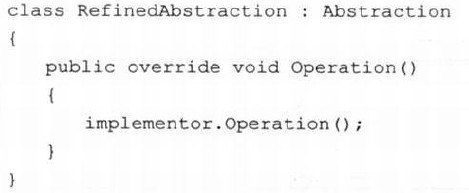 class RefinedAbstraction : Abstraction
{
    public override void Operation()
    {
        implementor.Operation();
    }
}